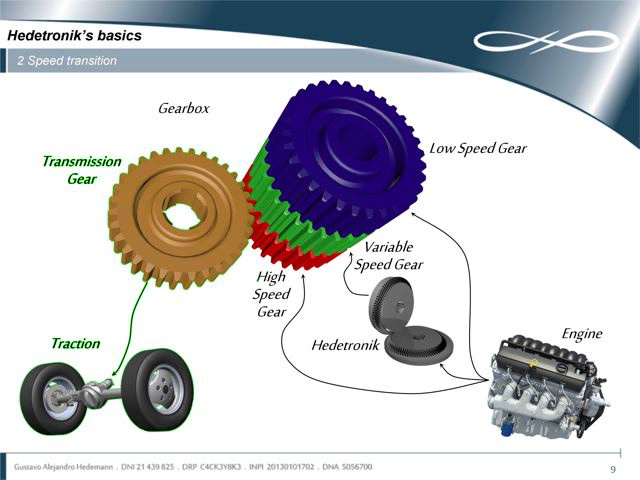 Hedetronik's basics
2 Speed transition
Gearbox
Low Speed Gear
Transmission
Gear
Variable
Speed Gear
High
Speed
Gear
Engine
Traction
Hedetronik
Gustavo Alejandro Hedemann . DNI 21 439 825 . DRP C4CK3Y8K3 . INPI 20130101702 . DNA 5056700
9